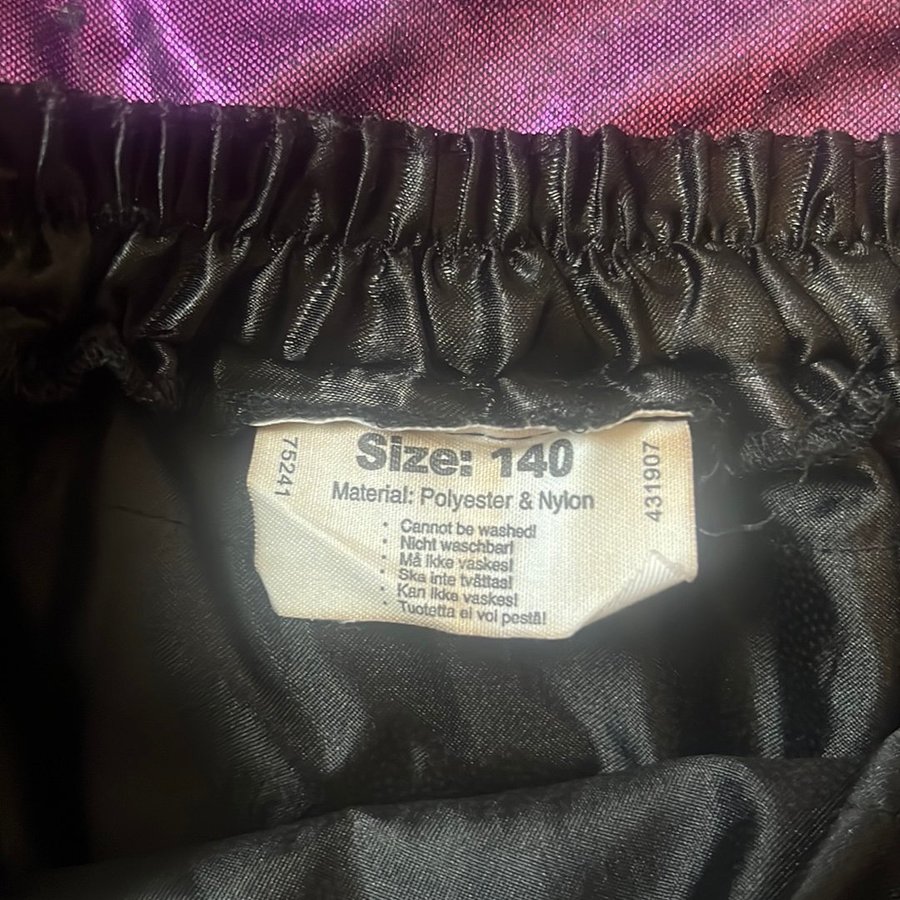 75241
Size: 140
431907
Material: Polyester & Nylon
• Cannot be washed!
• Nicht waschbar!
• Må ikke vaskes!
• Ska inte tvättas!
• Kan ikke vaskes!
• Tuotetta ei voi pestä!